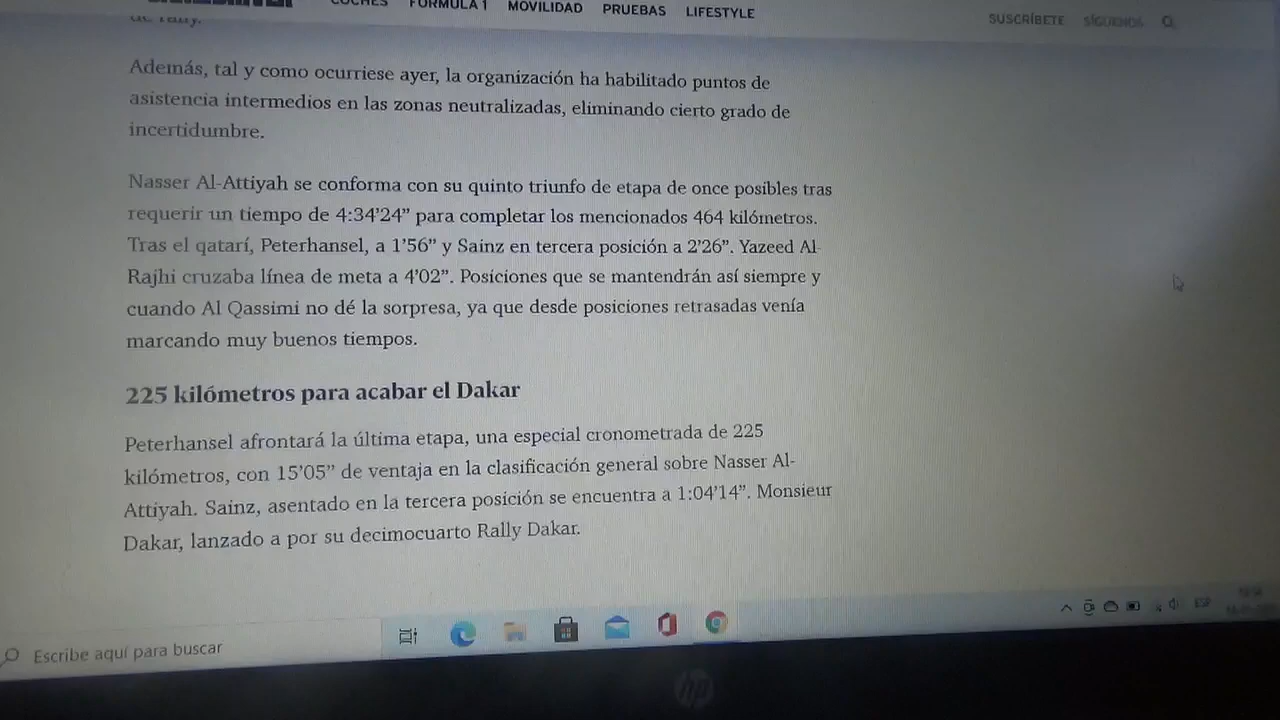 COCHES FÓRMULA 1 MOVILIDAD PRUEBAS LIFESTYLE SUSCRÍBETE SÍGUENOS
de rally.
Además, tal y como ocurriese ayer, la organización ha habilitado puntos de
asistencia intermedios en las zonas neutralizadas, eliminando cierto grado de
incertidumbre.
Nasser Al-Attiyah se conforma con su quinto triunfo de etapa de once posibles tras
requerir un tiempo de 4:34’24” para completar los mencionados 464 kilómetros.
Tras el qatarí, Peterhansel, a 1’56” y Sainz en tercera posición a 2’26”. Yazeed Al
Rajhi cruzaba línea de meta a 4’02”. Posiciones que se mantendrán así siempre y
cuando Al Qassimi no dé la sorpresa, ya que desde posiciones retrasadas venía
marcando muy buenos tiempos.
225 kilómetros para acabar el Dakar
Peterhansel afrontará la última etapa, una especial cronometrada de 225
kilómetros, con 15’05” de ventaja en la clasificación general sobre Nasser Al-
Attiyah. Sainz, asentado en la tercera posición se encuentra a 1:04’14”. Monsieur
Dakar, lanzado a por su decimocuarto Rally Dakar.
Escribe aquí para buscar
ESP
hp